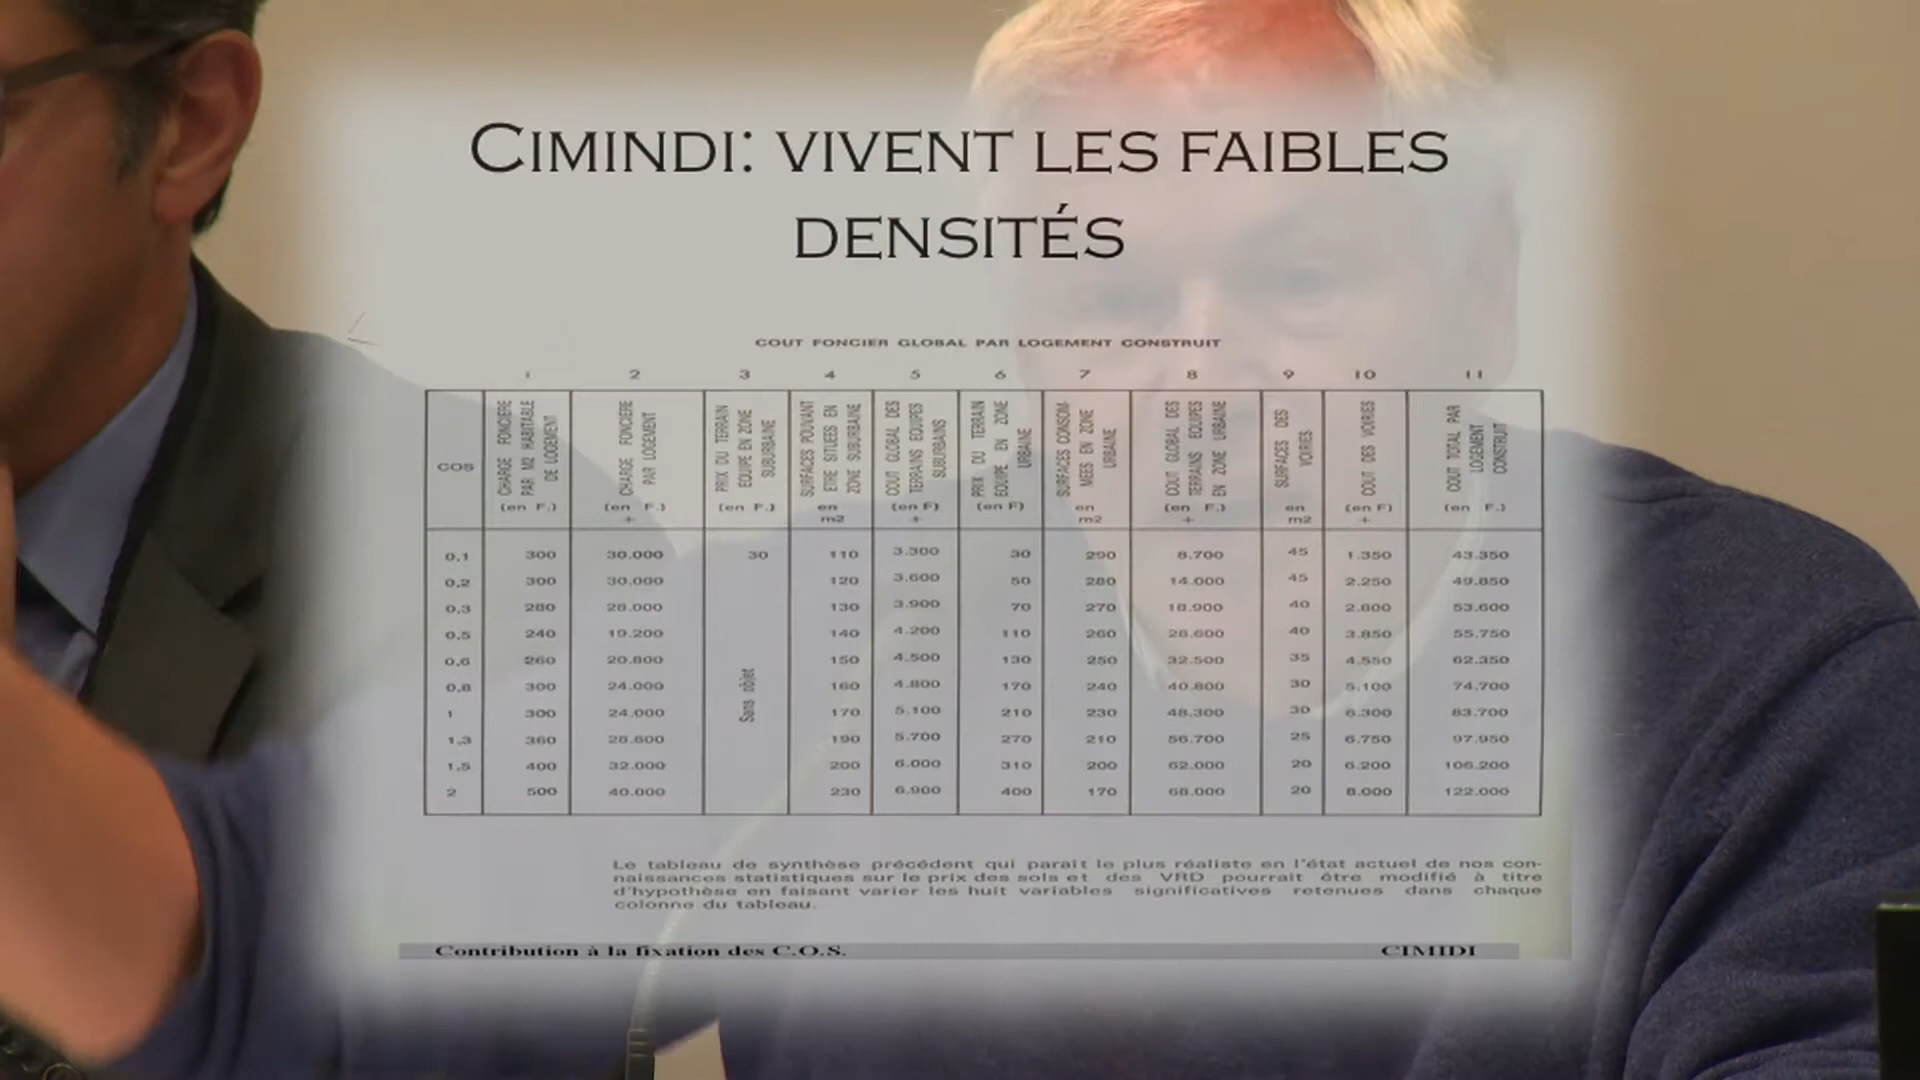 CIMINDI: VIVENT LES FAIBLES
DENSITÉS
COUT FONCIER GLOBAL PAR LOGEMENT CONSTRUIT
1 2 3 4 5 6 7 8 9 10 11
COS
CHARGE FONCIERE
PAR M2 HABITABLE
DE LOGEMENT
(en F.)
CHARGE FONCIERE
PAR LOGEMENT
(en F.)
+
PRIX DU TERRAIN
EQUIPE EN ZONE
SUBURBAINE
(en F.)
SURFACES POUVANT
ETRE SITUEES EN
ZONE SUBURBAINE
en
m2
COUT GLOBAL DES
TERRAINS EQUIPES
SUBURBAINS
(en F)
+
PRIX DU TERRAIN
EQUIPE EN ZONE
URBAINE
(en F)
SURFACES CONSOM-
MEES EN ZONE
URBAINE
en
m2
COUT GLOBAL DES
TERRAINS EQUIPES
EN ZONE URBAINE
(en F.)
+
SURFACES DES
VOIRIES
en
m2
COUT DES VOIRIES
(en F)
+
COUT TOTAL PAR
LOGEMENT
CONSTRUIT
(en F.)
0,1 300 30.000 30 110 3.300 30 290 8.700 45 1.350 43.350
0,2 300 30.000 120 3.600 50 280 14.000 45 2.250 49.850
0,3 280 28.000 130 3.900 70 270 18.900 40 2.800 53.600
0,5 240 19.200 140 4.200 110 260 28.600 40 3.850 55.750
0,6 260 20.800 150 4.500 130 250 32.500 35 4.550 62.350
0,8 300 24.000 160 4.800 170 240 40.800 30 5.100 74.700
Sans objet
1 300 24.000 170 5.100 210 230 48.300 30 6.300 83.700
1,3 360 28.800 190 5.700 270 210 56.700 25 6.750 97.950
1,5 400 32.000 200 6.000 310 200 62.000 20 6.200 106.200
2 500 40.000 230 6.900 400 170 68.000 20 8.000 122.000
Le tableau de synthèse précédent qui paraît le plus réaliste en l'état actuel de nos con-
naissances statistiques sur le prix des sols et des VRD pourrait être modifié à titre
d'hypothèse en faisant varier les huit variables significatives retenues dans chaque
colonne du tableau.
Contribution à la fixation des C.O.S. CIMIDI